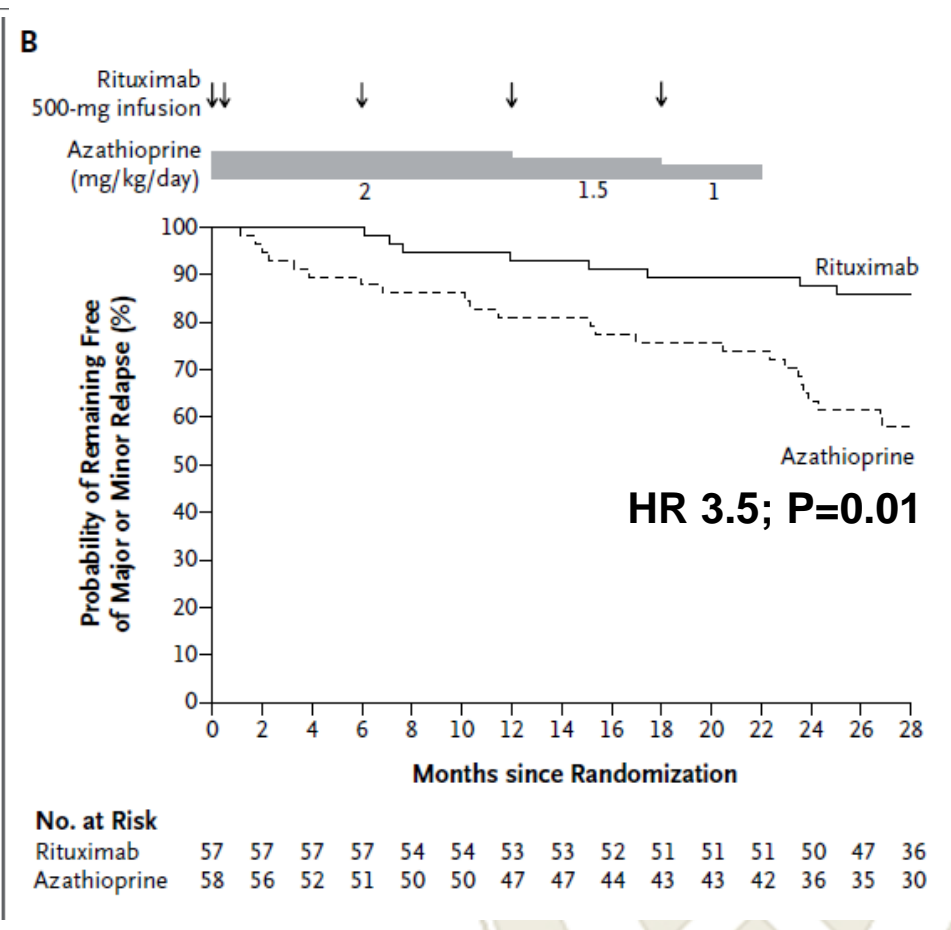 B
Rituximab
500-mg infusion
Azathioprine
(mg/kg/day)
2
1.5
1
Probability of Remaining Free
of Major or Minor Relapse (%)
100
90
80
70
60
50
40
30
20
10
0
Rituximab
Azathioprine
HR 3.5; P=0.01
0 2 4 6 8 10 12 14 16 18 20 22 24 26 28
Months since Randomization
No. at Risk
Rituximab 57 57 57 57 54 54 53 53 52 51 51 51 50 47 36
Azathioprine 58 56 52 51 50 50 47 47 44 43 43 42 36 35 30